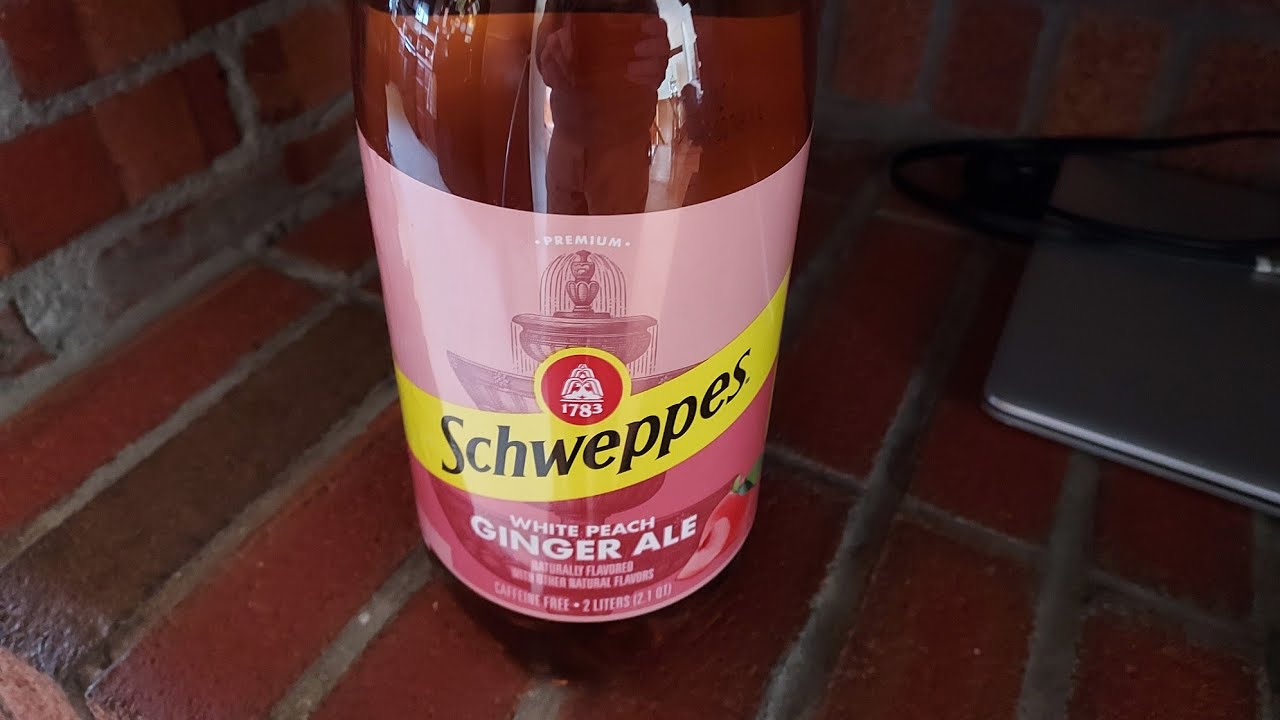 •PREMIUM•
1783
Schweppes
WHITE PEACH
GINGER ALE
NATURALLY FLAVORED
WITH OTHER NATURAL FLAVORS
CAFFEINE FREE • 2 LITERS (2.1 QT)